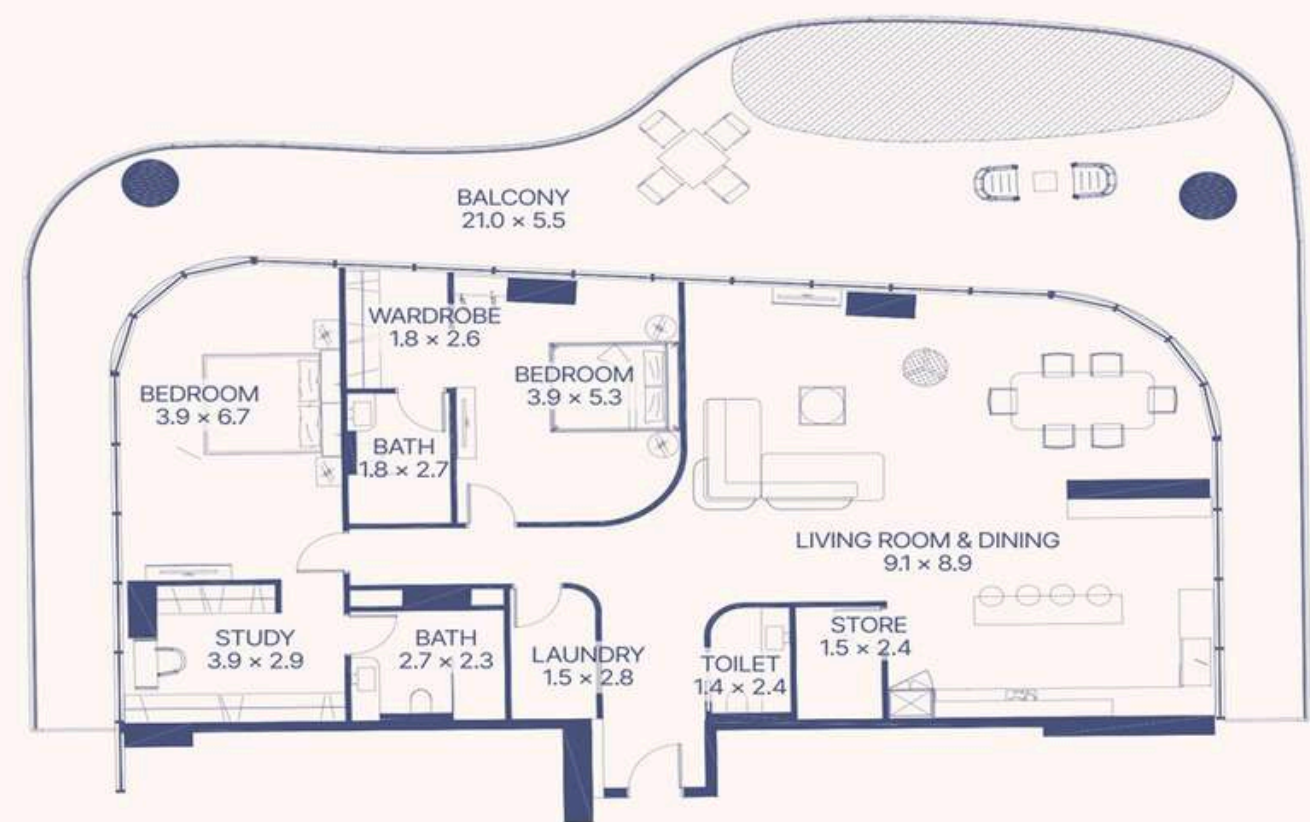 BALCONY
21.0 × 5.5
WARDROBE
1.8 × 2.6
BEDROOM
3.9 × 6.7
BEDROOM
3.9 × 5.3
BATH
1.8 × 2.7
LIVING ROOM & DINING
9.1 × 8.9
STUDY
3.9 × 2.9
BATH
2.7 × 2.3
LAUNDRY
1.5 × 2.8
TOILET
1.4 × 2.4
STORE
1.5 × 2.4